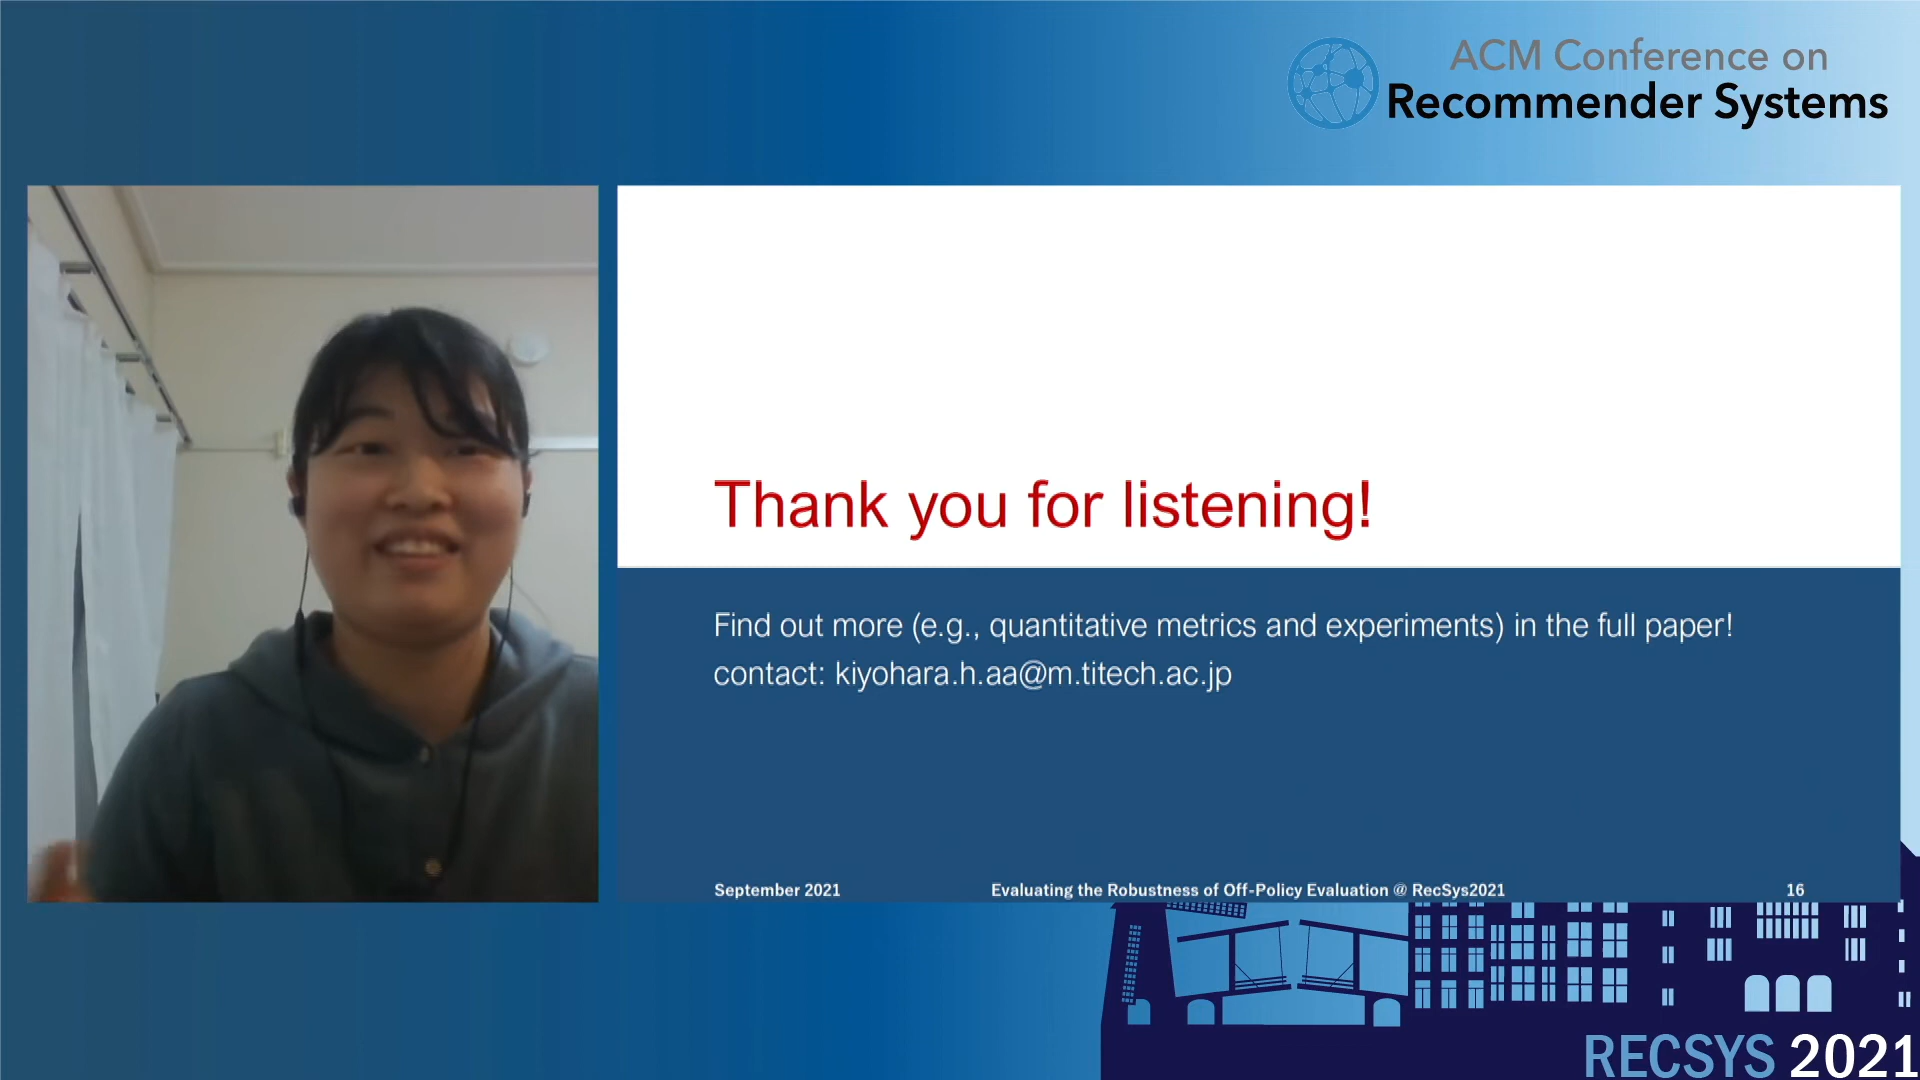 ACM Conference on
Recommender Systems
Thank you for listening!
Find out more (e.g., quantitative metrics and experiments) in the full paper!
contact: kiyohara.h.aa@m.titech.ac.jp
September 2021
Evaluating the Robustness of Off-Policy Evaluation @ RecSys2021
16
RECSYS 2021